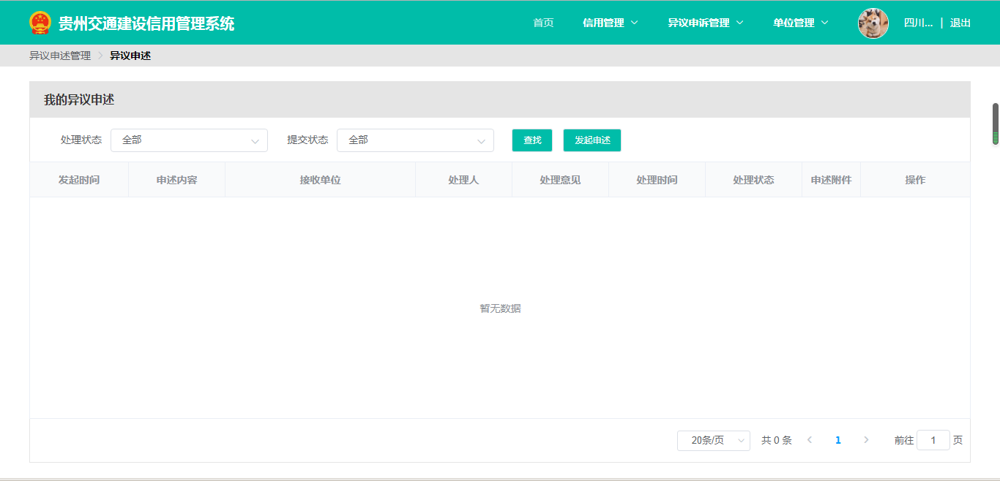 贵州交通建设信用管理系统 首页 信用管理 异议申诉管理 单位管理 四川... | 退出
异议申述管理 > 异议申述
我的异议申述
处理状态 全部 提交状态 全部 查找 发起申述
发起时间 申述内容 接收单位 处理人 处理意见 处理时间 处理状态 申述附件 操作
暂无数据
20条/页 共 0 条 < 1 > 前往 1 页